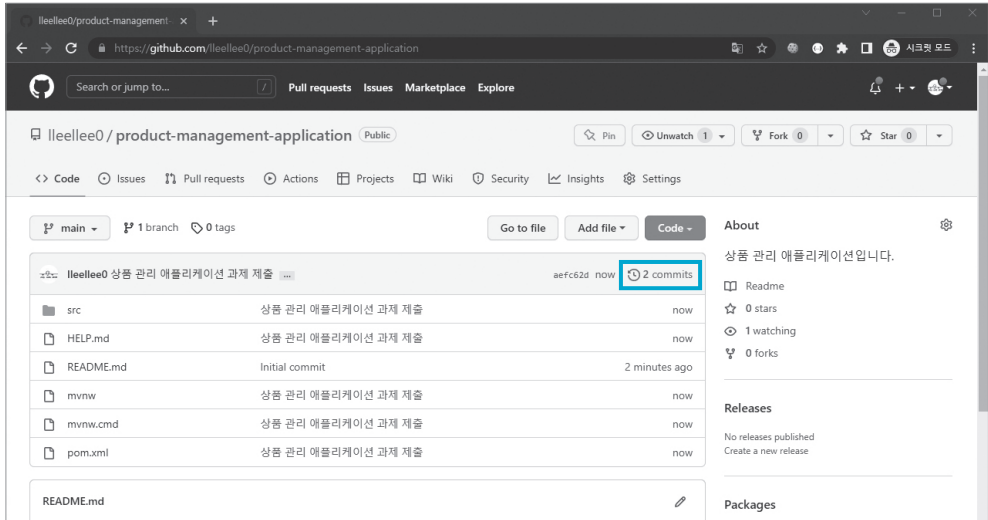 lleellee0/product-management-
https://github.com/lleellee0/product-management-application
시크릿 모드
Search or jump to...
/
Pull requests Issues Marketplace Explore
lleellee0 / product-management-application Public
Pin
Unwatch 1
Fork 0
Star 0
Code Issues Pull requests Actions Projects Wiki Security Insights Settings
main 1 branch 0 tags
Go to file Add file Code
lleellee0 상품 관리 애플리케이션 과제 제출 ...
aefc62d now 2 commits
src 상품 관리 애플리케이션 과제 제출 now
HELP.md 상품 관리 애플리케이션 과제 제출 now
README.md Initial commit 2 minutes ago
mvnw 상품 관리 애플리케이션 과제 제출 now
mvnw.cmd 상품 관리 애플리케이션 과제 제출 now
pom.xml 상품 관리 애플리케이션 과제 제출 now
README.md
About
상품 관리 애플리케이션입니다.
Readme
0 stars
1 watching
0 forks
Releases
No releases published
Create a new release
Packages